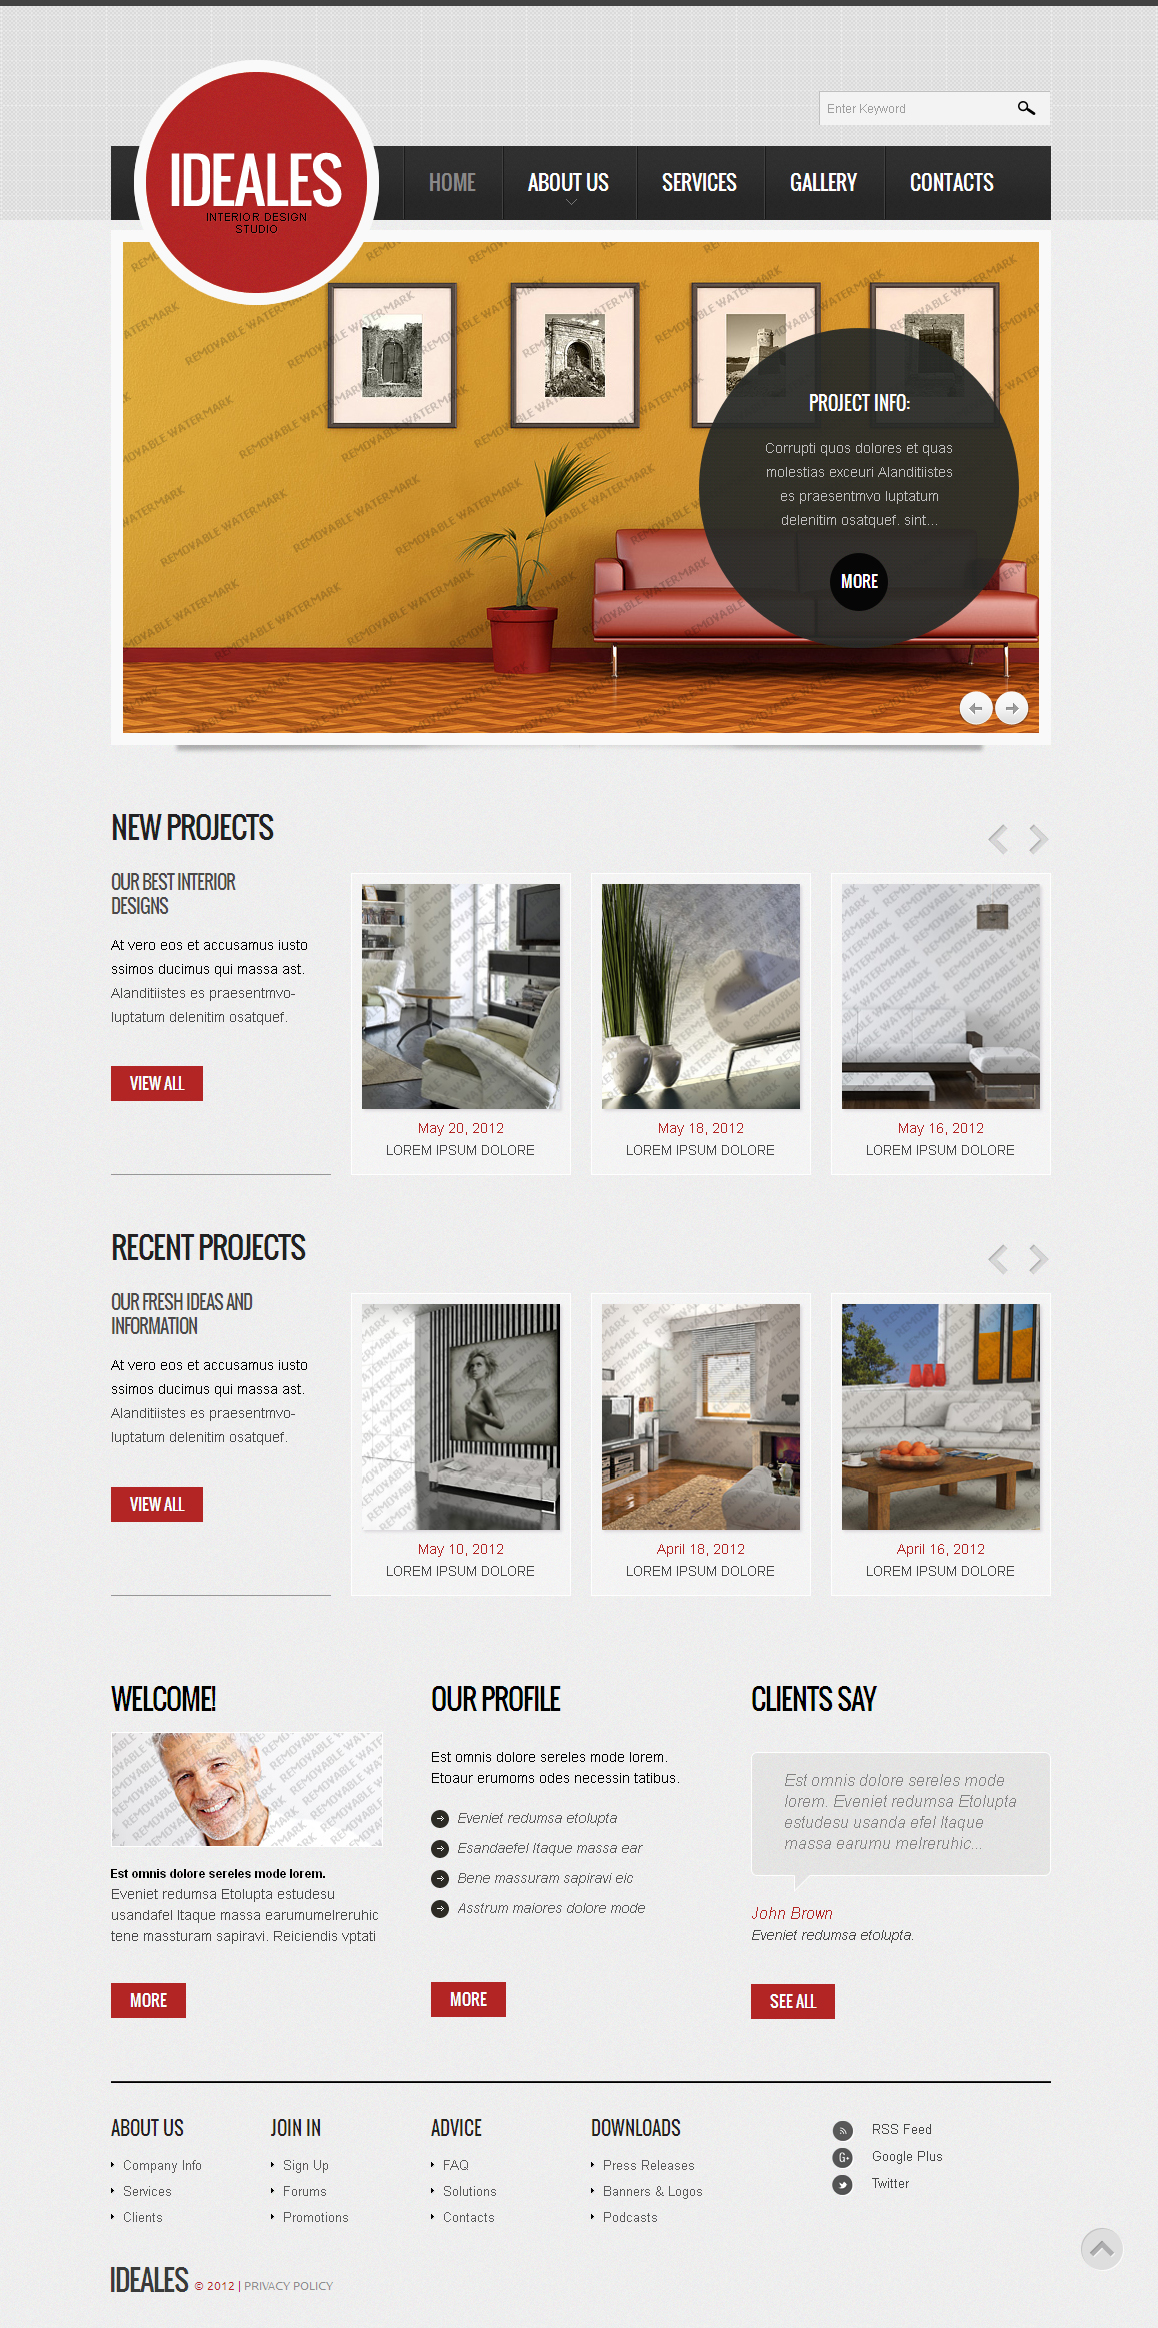 Enter Keyword
IDEALES
INTERIOR DESIGN
STUDIO
HOME
ABOUT US
SERVICES
GALLERY
CONTACTS
PROJECT INFO:
Corrupti quos dolores et quas
molestias exceuri Alanditiistes
es praesentmvo luptatum
delenitim osatquef. sint...
MORE
REMOVABLE WATERMARK
NEW PROJECTS
OUR BEST INTERIOR
DESIGNS
At vero eos et accusamus iusto
ssimos ducimus qui massa ast.
Alanditiistes es praesentmvo-
luptatum delenitim osatquef.
VIEW ALL
May 20, 2012
LOREM IPSUM DOLORE
May 18, 2012
LOREM IPSUM DOLORE
May 16, 2012
LOREM IPSUM DOLORE
RECENT PROJECTS
OUR FRESH IDEAS AND
INFORMATION
At vero eos et accusamus iusto
ssimos ducimus qui massa ast.
Alanditiistes es praesentmvo-
luptatum delenitim osatquef.
VIEW ALL
May 10, 2012
LOREM IPSUM DOLORE
April 18, 2012
LOREM IPSUM DOLORE
April 16, 2012
LOREM IPSUM DOLORE
WELCOME!
Est omnis dolore sereles mode lorem.
Eveniet redumsa Etolupta estudesu
usandafel Itaque massa earumumelreruhic
tene massturam sapiravi. Reiciendis vptati
MORE
OUR PROFILE
Est omnis dolore sereles mode lorem.
Etoaur erumoms odes necessin tatibus.
Eveniet redumsa etolupta
Esandaefel Itaque massa ear
Bene massuram sapiravi eic
Asstrum maiores dolore mode
MORE
CLIENTS SAY
Est omnis dolore sereles mode
lorem. Eveniet redumsa Etolupta
estudesu usanda efel Itaque
massa earumu melreruhic...
John Brown
Eveniet redumsa etolupta.
SEE ALL
ABOUT US
Company Info
Services
Clients
JOIN IN
Sign Up
Forums
Promotions
ADVICE
FAQ
Solutions
Contacts
DOWNLOADS
Press Releases
Banners & Logos
Podcasts
RSS Feed
Google Plus
Twitter
IDEALES © 2012 | PRIVACY POLICY